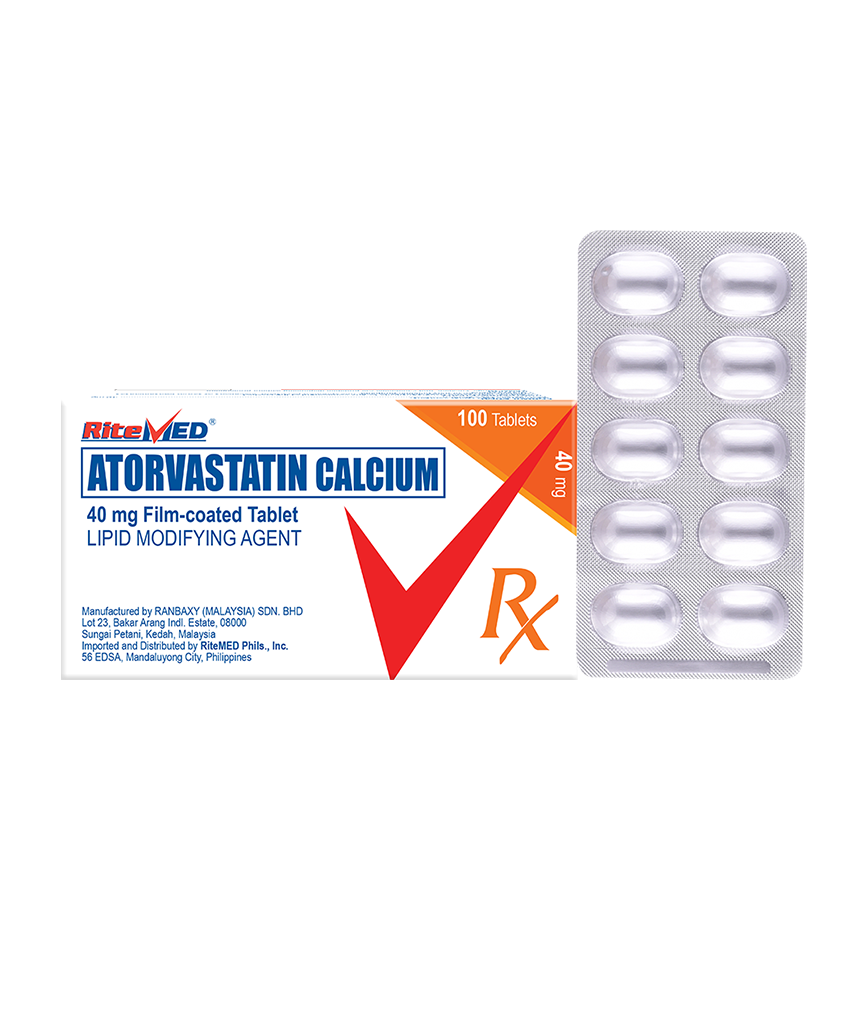 RiteMED®
ATORVASTATIN CALCIUM
40 mg Film-coated Tablet
LIPID MODIFYING AGENT
100 Tablets
40 mg
Rx
Manufactured by RANBAXY (MALAYSIA) SDN. BHD
Lot 23, Bakar Arang Indl. Estate, 08000
Sungai Petani, Kedah, Malaysia
Imported and Distributed by RiteMED Phils., Inc.
56 EDSA, Mandaluyong City, Philippines